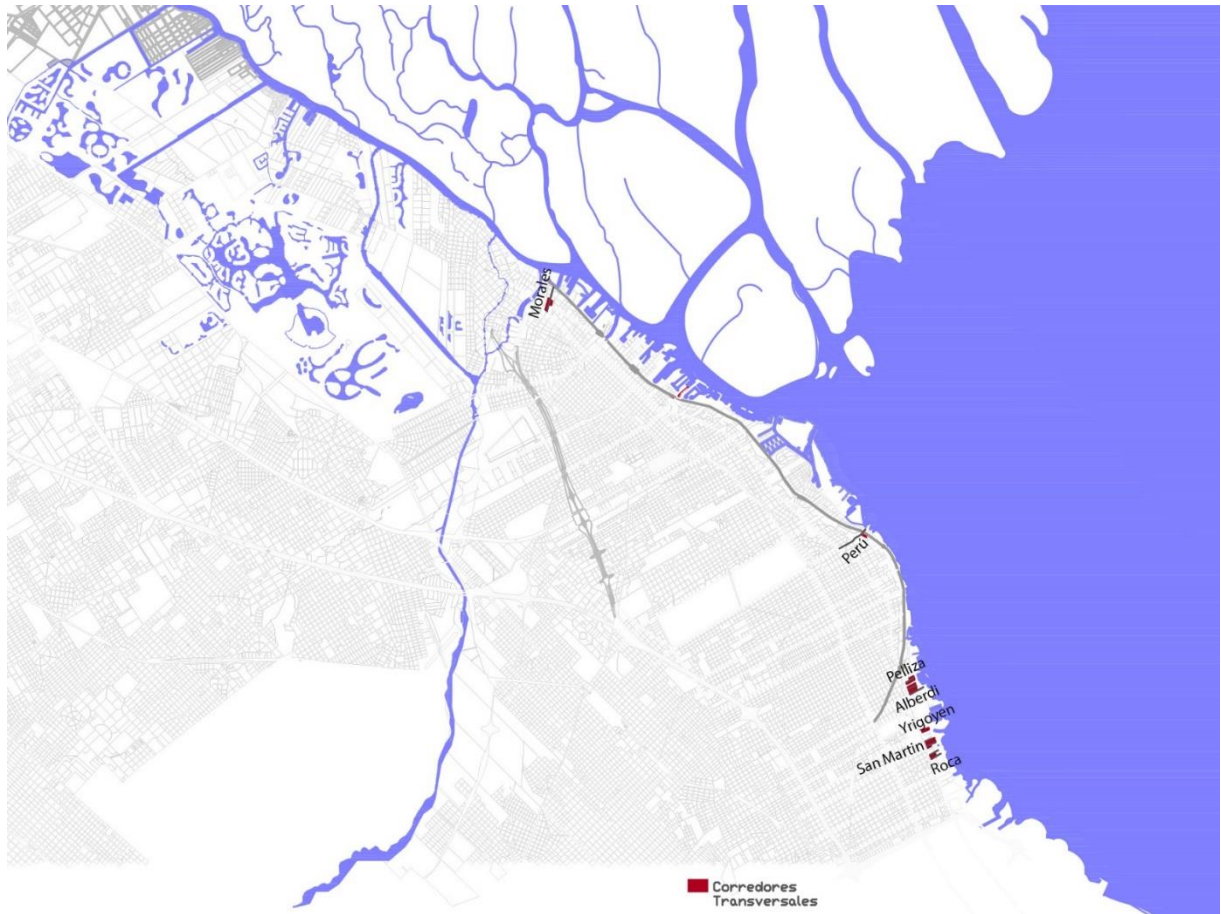 Morales
Perú
Pelliza
Alberdi
Yrigoyen
San Martin
Roca
Corredores
Transversales